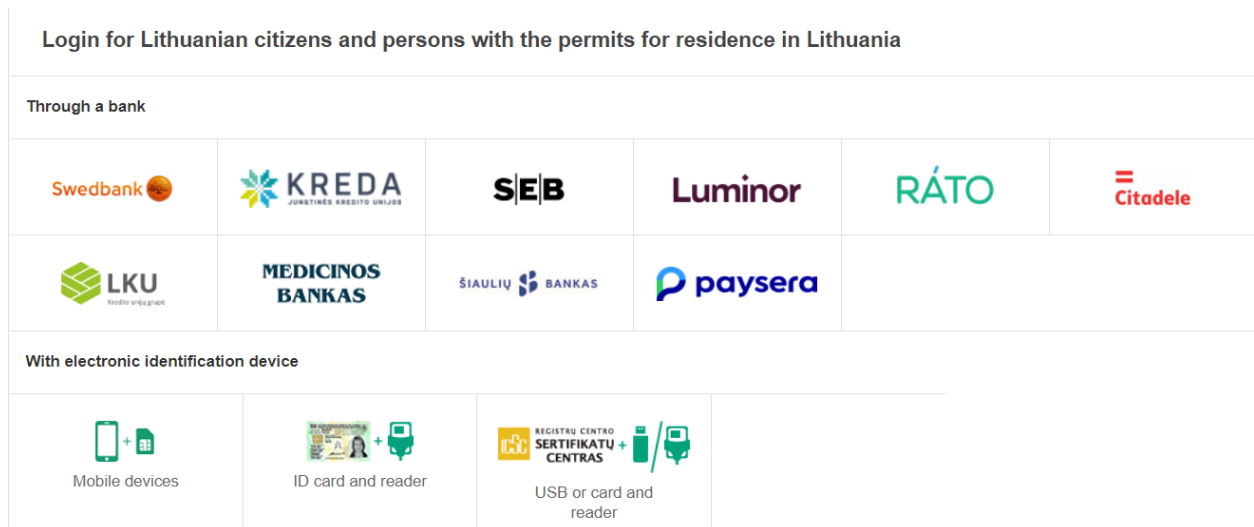 Login for Lithuanian citizens and persons with the permits for residence in Lithuania
Through a bank
Swedbank
KREDA
JUNGTINĖS KREDITO UNIJOS
S|E|B
Luminor
RÁTO
Citadele
LKU
Kredito unijų grupė
MEDICINOS
BANKAS
ŠIAULIŲ BANKAS
paysera
With electronic identification device
+
Mobile devices
+
ID card and reader
REGISTRŲ CENTRO
SERTIFIKATŲ +
CENTRAS
USB or card and
reader